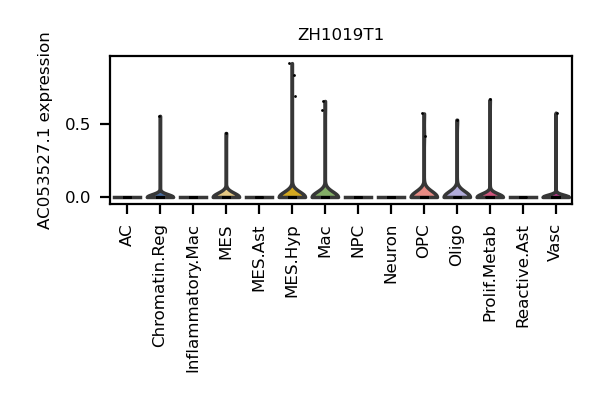 ZH1019T1
AC053527.1 expression
0.5
0.0
AC
Chromatin.Reg
Inflammatory.Mac
MES
MES.Ast
MES.Hyp
Mac
NPC
Neuron
OPC
Oligo
Prolif.Metab
Reactive.Ast
Vasc